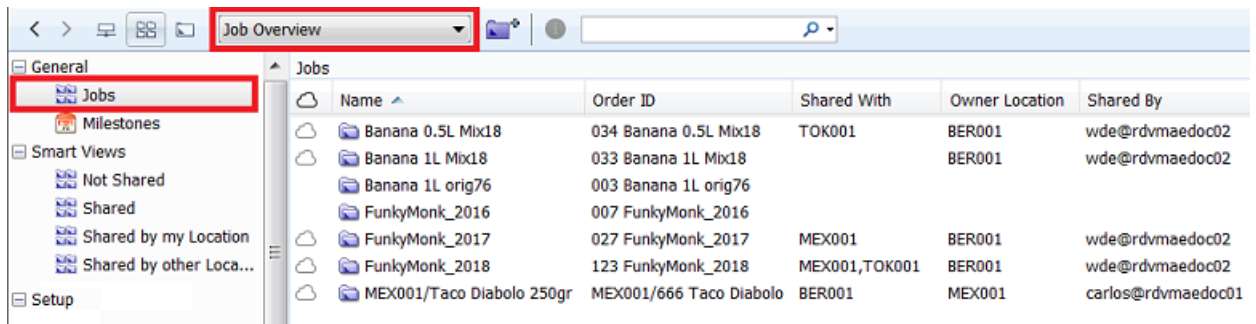 Job Overview
General
Jobs
Milestones
Smart Views
Not Shared
Shared
Shared by my Location
Shared by other Loca...
Setup
Jobs
Name Order ID Shared With Owner Location Shared By
Banana 0.5L Mix18 034 Banana 0.5L Mix18 TOK001 BER001 wde@rdvmaedoc02
Banana 1L Mix18 033 Banana 1L Mix18 BER001 wde@rdvmaedoc02
Banana 1L orig76 003 Banana 1L orig76
FunkyMonk_2016 007 FunkyMonk_2016
FunkyMonk_2017 027 FunkyMonk_2017 MEX001 BER001 wde@rdvmaedoc02
FunkyMonk_2018 123 FunkyMonk_2018 MEX001,TOK001 BER001 wde@rdvmaedoc02
MEX001/Taco Diabolo 250gr MEX001/666 Taco Diabolo BER001 MEX001 carlos@rdvmaedoc01